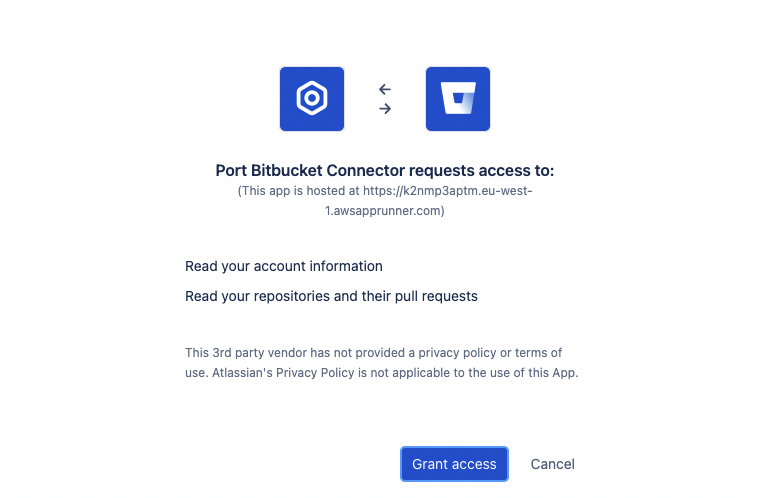 Port Bitbucket Connector requests access to:
(This app is hosted at https://k2nmp3aptm.eu-west-
1.awsapprunner.com)
Read your account information
Read your repositories and their pull requests
This 3rd party vendor has not provided a privacy policy or terms of
use. Atlassian's Privacy Policy is not applicable to the use of this App.
Grant access Cancel